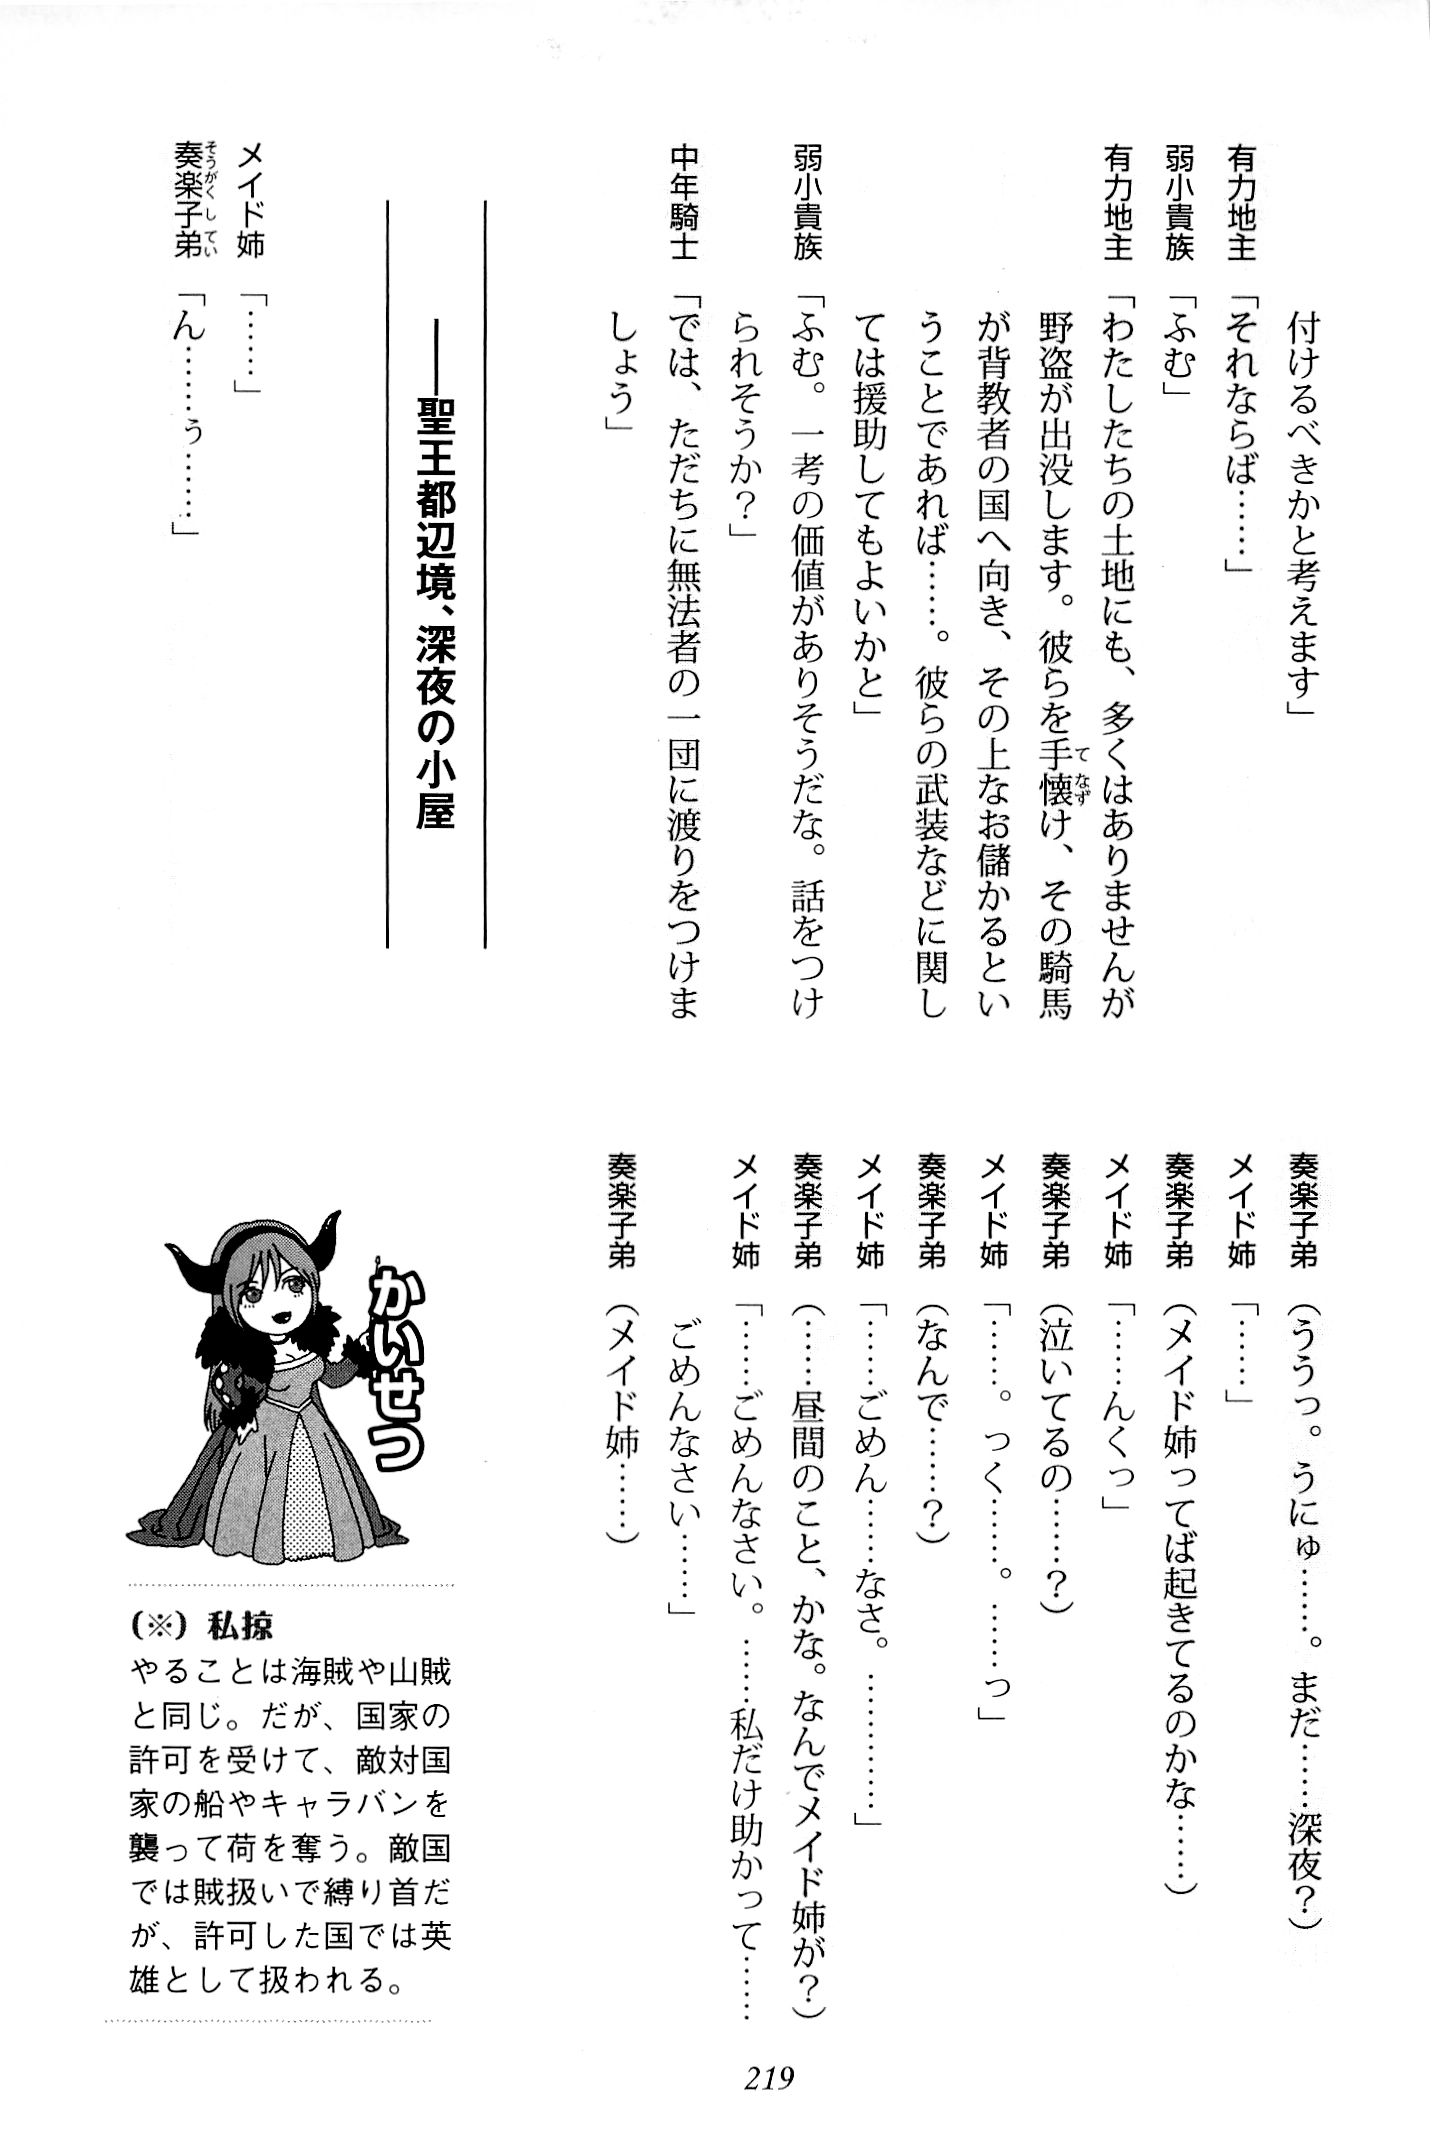 付けるべきかと考えます」
有力地主「それならば……」
弱小貴族「ふむ」
有力地主「わたしたちの土地にも、多くはありませんが
野盗が出没します。彼らを手懐け、その騎馬
が背教者の国へ向き、その上なお儲かるとい
うことであれば……。彼らの武装などに関し
ては援助してもよいかと」
弱小貴族「ふむ。一考の価値がありそうだな。話をつけ
られそうか？」
中年騎士「では、ただちに無法者の一団に渡りをつけま
しょう」
――聖王都辺境、深夜の小屋
メイド姉「……」
奏楽子弟「ん………ぅ……」
奏楽子弟（ううっ。うにゅ……。まだ……深夜？）
メイド姉「……」
奏楽子弟（メイド姉ってば起きてるのかな……）
メイド姉「……んくっ」
奏楽子弟（泣いてるの……？）
メイド姉「……。っく……。……っ」
奏楽子弟（なんで……？）
メイド姉「……ごめん……なさ。…………」
奏楽子弟（……昼間のこと、かな。なんでメイド姉が？）
メイド姉「……ごめんなさい。……私だけ助かって……
ごめんなさい……」
奏楽子弟（メイド姉……）
かいせつ
（※）私掠
やることは海賊や山賊
と同じ。だが、国家の
許可を受けて、敵対国
家の船やキャラバンを
襲って荷を奪う。敵国
では賊扱いで縛り首だ
が、許可した国では英
雄として扱われる。
219